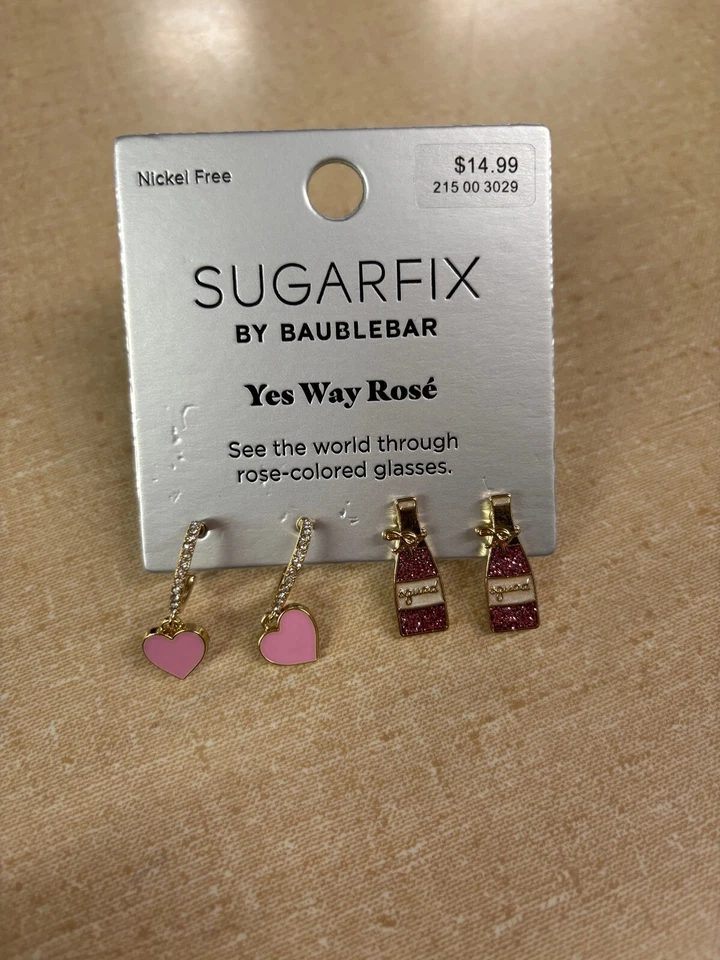 Nickel Free
$14.99
215 00 3029
SUGARFIX
BY BAUBLEBAR
Yes Way Rosé
See the world through
rose-colored glasses.
squad
squad